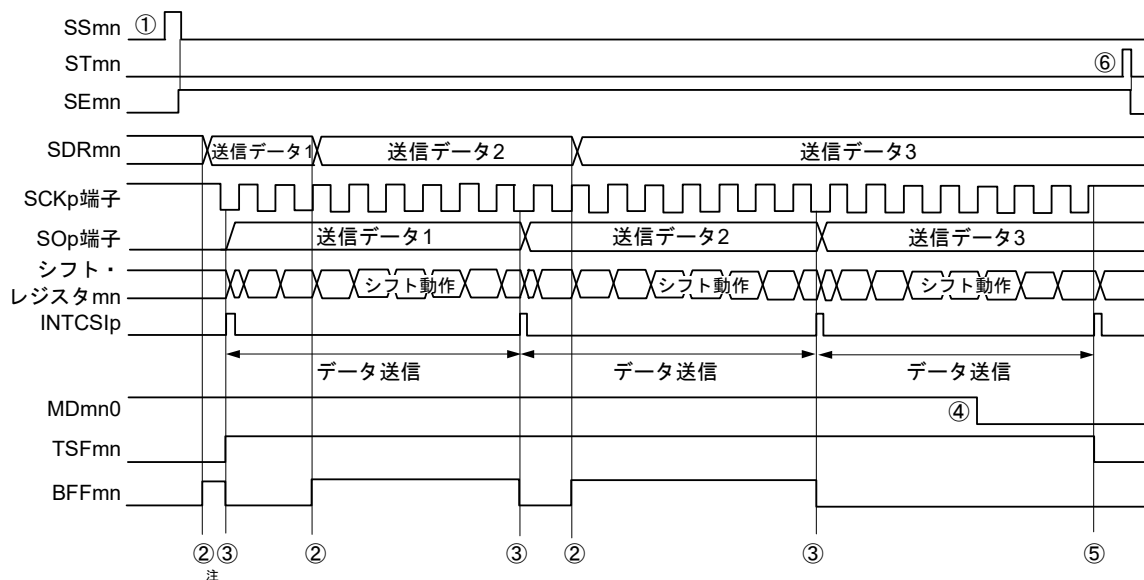 SSmn ①
STmn ⑥
SEmn
SDRmn 送信データ1 送信データ2 送信データ3
SCKp端子
SOp端子 送信データ1 送信データ2 送信データ3
シフト・
レジスタmn シフト動作 シフト動作 シフト動作
INTCSIp
データ送信 データ送信 データ送信
MDmn0 ④
TSFmn
BFFmn
② ③ ② ③ ② ③ ⑤
注